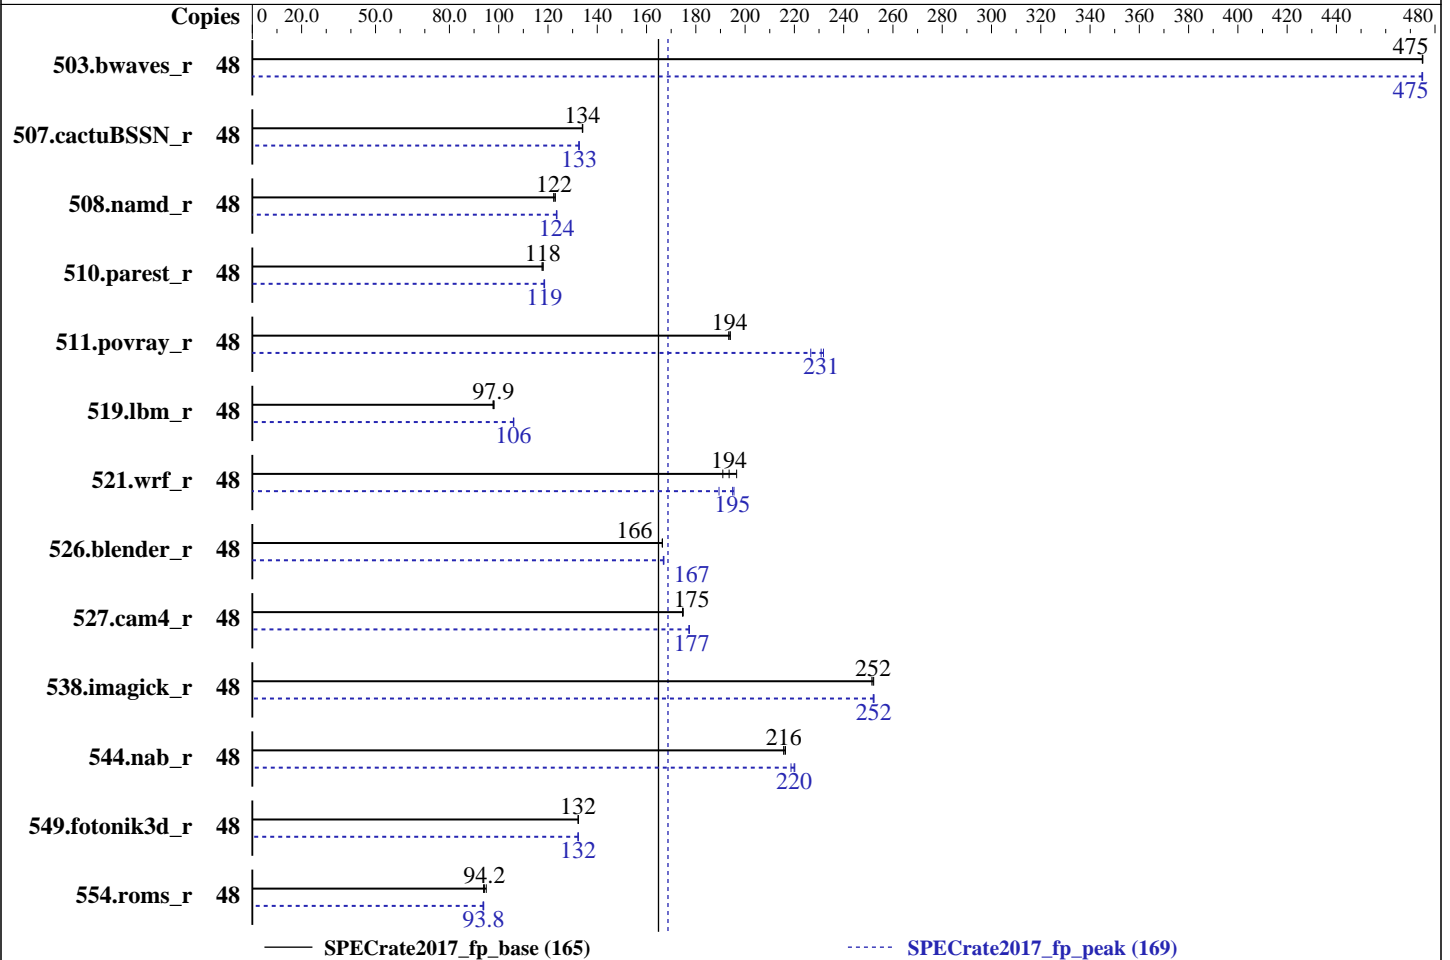 Copies 0 20.0 50.0 80.0 100 120 140 160 180 200 220 240 260 280 300 320 340 360 380 400 420 440 480
475
503.bwaves_r 48
475
134
507.cactuBSSN_r 48
133
122
508.namd_r 48
124
118
510.parest_r 48
119
194
511.povray_r 48
231
97.9
519.lbm_r 48
106
194
521.wrf_r 48
195
166
526.blender_r 48
167
175
527.cam4_r 48
177
252
538.imagick_r 48
252
216
544.nab_r 48
220
132
549.fotonik3d_r 48
132
94.2
554.roms_r 48
93.8
SPECrate2017_fp_base (165) SPECrate2017_fp_peak (169)